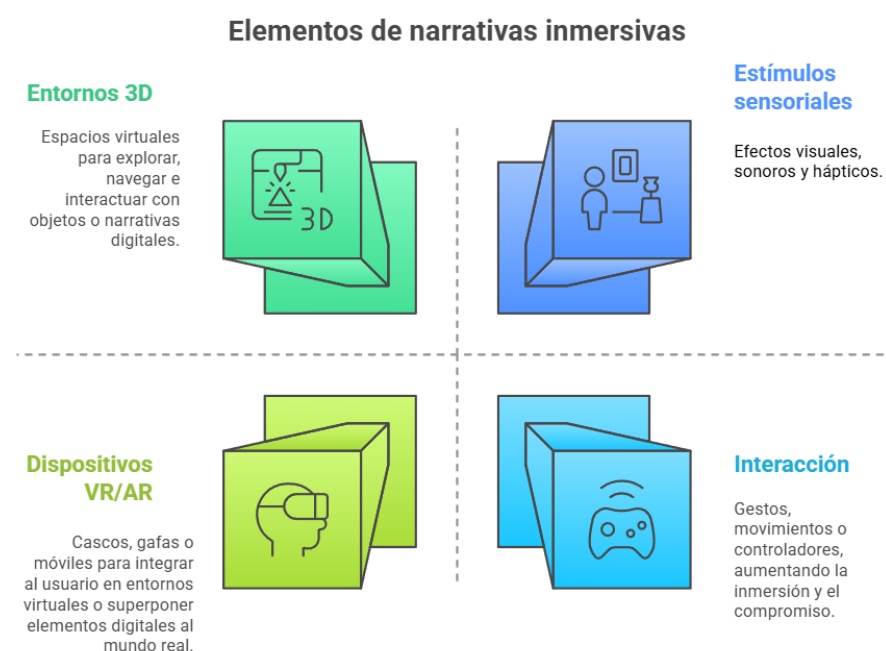 Elementos de narrativas inmersivas
Entornos 3D
Espacios virtuales
para explorar,
navegar e
interactuar con
objetos o narrativas
digitales.
3D
Estímulos
sensoriales
Efectos visuales,
sonoros y hápticos.
Dispositivos
VR/AR
Cascos, gafas o
móviles para integrar
al usuario en entornos
virtuales o superponer
elementos digitales al
mundo real.
Interacción
Gestos,
movimientos o
controladores,
aumentando la
inmersión y el
compromiso.